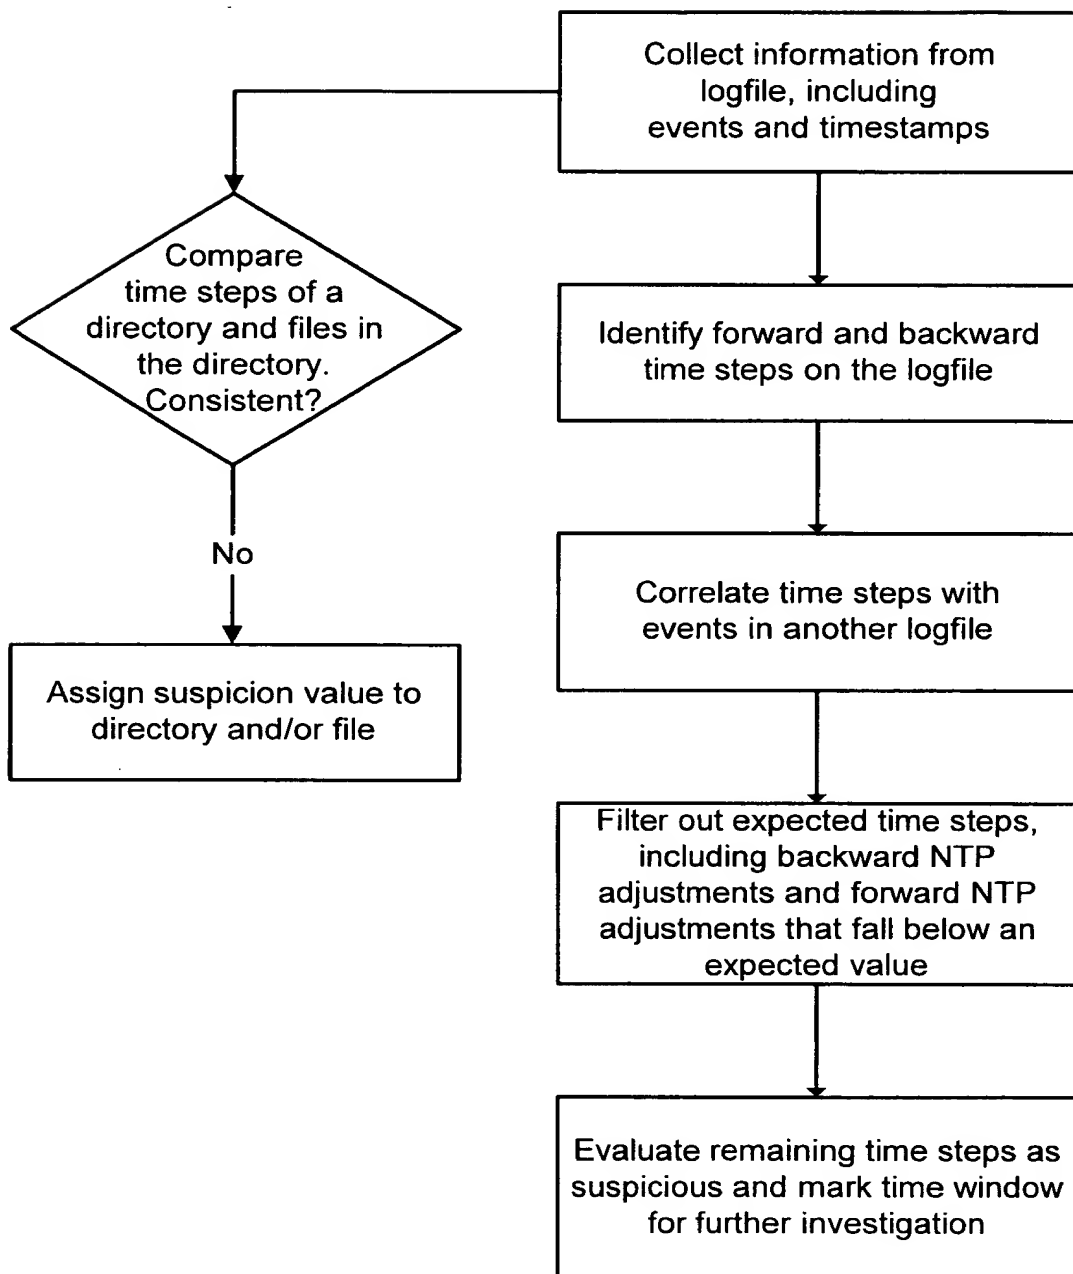 Collect information from
logfile, including
events and timestamps
Compare
time steps of a
directory and files in
the directory.
Consistent?
No
Assign suspicion value to
directory and/or file
Identify forward and backward
time steps on the logfile
Correlate time steps with
events in another logfile
Filter out expected time steps,
including backward NTP
adjustments and forward NTP
adjustments that fall below an
expected value
Evaluate remaining time steps as
suspicious and mark time window
for further investigation